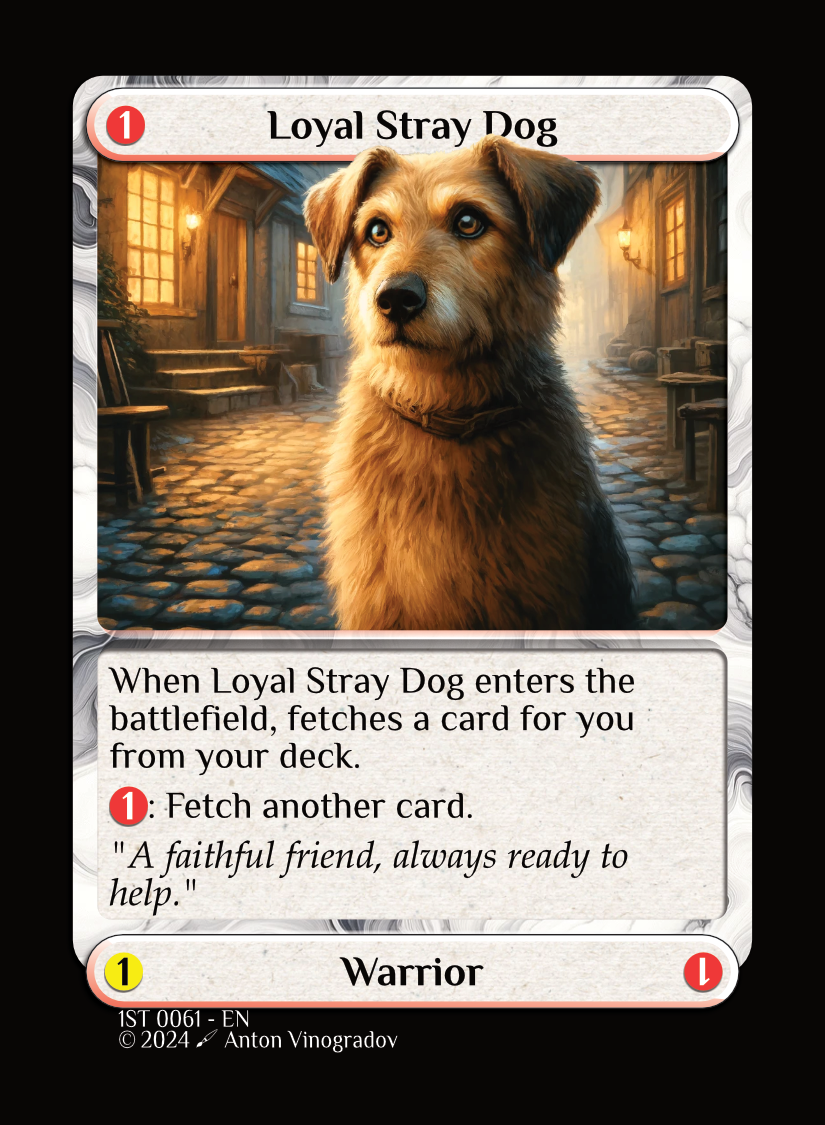 1 Loyal Stray Dog
When Loyal Stray Dog enters the
battlefield, fetches a card for you
from your deck.
1: Fetch another card.
"A faithful friend, always ready to
help."
1 Warrior 1
1ST 0061 - EN
© 2024 🖌 Anton Vinogradov